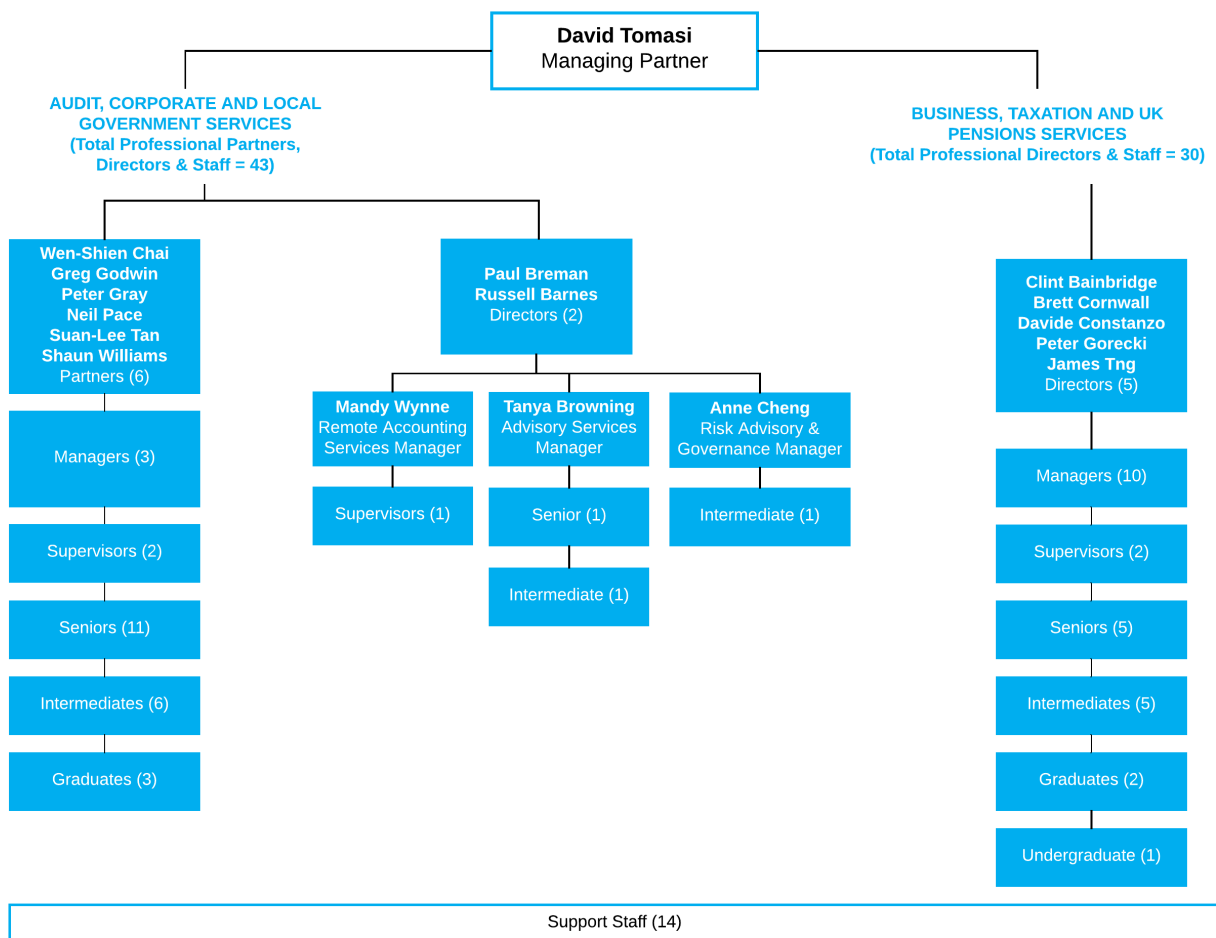 David Tomasi
Managing Partner
AUDIT, CORPORATE AND LOCAL
GOVERNMENT SERVICES
(Total Professional Partners,
Directors & Staff = 43)
BUSINESS, TAXATION AND UK
PENSIONS SERVICES
(Total Professional Directors & Staff = 30)
Wen-Shien Chai
Greg Godwin
Peter Gray
Neil Pace
Suan-Lee Tan
Shaun Williams
Partners (6)
Managers (3)
Supervisors (2)
Seniors (11)
Intermediates (6)
Graduates (3)
Paul Breman
Russell Barnes
Directors (2)
Mandy Wynne
Remote Accounting
Services Manager
Supervisors (1)
Tanya Browning
Advisory Services
Manager
Senior (1)
Intermediate (1)
Anne Cheng
Risk Advisory &
Governance Manager
Intermediate (1)
Clint Bainbridge
Brett Cornwall
Davide Constanzo
Peter Gorecki
James Tng
Directors (5)
Managers (10)
Supervisors (2)
Seniors (5)
Intermediates (5)
Graduates (2)
Undergraduate (1)
Support Staff (14)